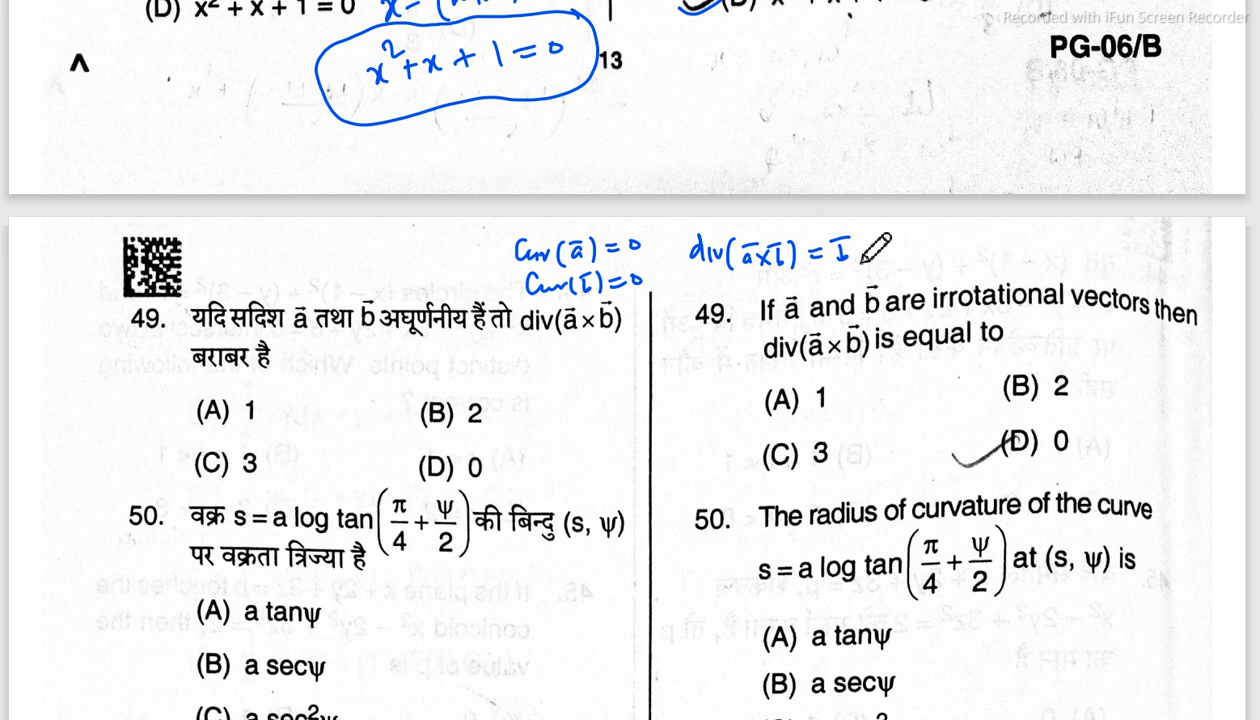 (D) x² + x + 1 = 0
Recorded with iFun Screen Recorder
x² + x + 1 = 0
13
PG-06/B
Curl (a̅) = 0
div(a̅ × b̅) =
Curl (b̅) = 0
49. यदि सदिश a⃗ तथा b⃗ अघूर्णनीय हैं तो div(a⃗ × b⃗)
बराबर है
(A) 1 (B) 2
(C) 3 (D) 0
50. वक्र s = a log tan(π/4 + ψ/2) की बिन्दु (s, ψ)
पर वक्रता त्रिज्या है
(A) a tanψ
(B) a secψ
(C) a sec²ψ
49. If a⃗ and b⃗ are irrotational vectors then
div(a⃗ × b⃗) is equal to
(A) 1 (B) 2
(C) 3 (D) 0
50. The radius of curvature of the curve
s = a log tan(π/4 + ψ/2) at (s, ψ) is
(A) a tanψ
(B) a secψ